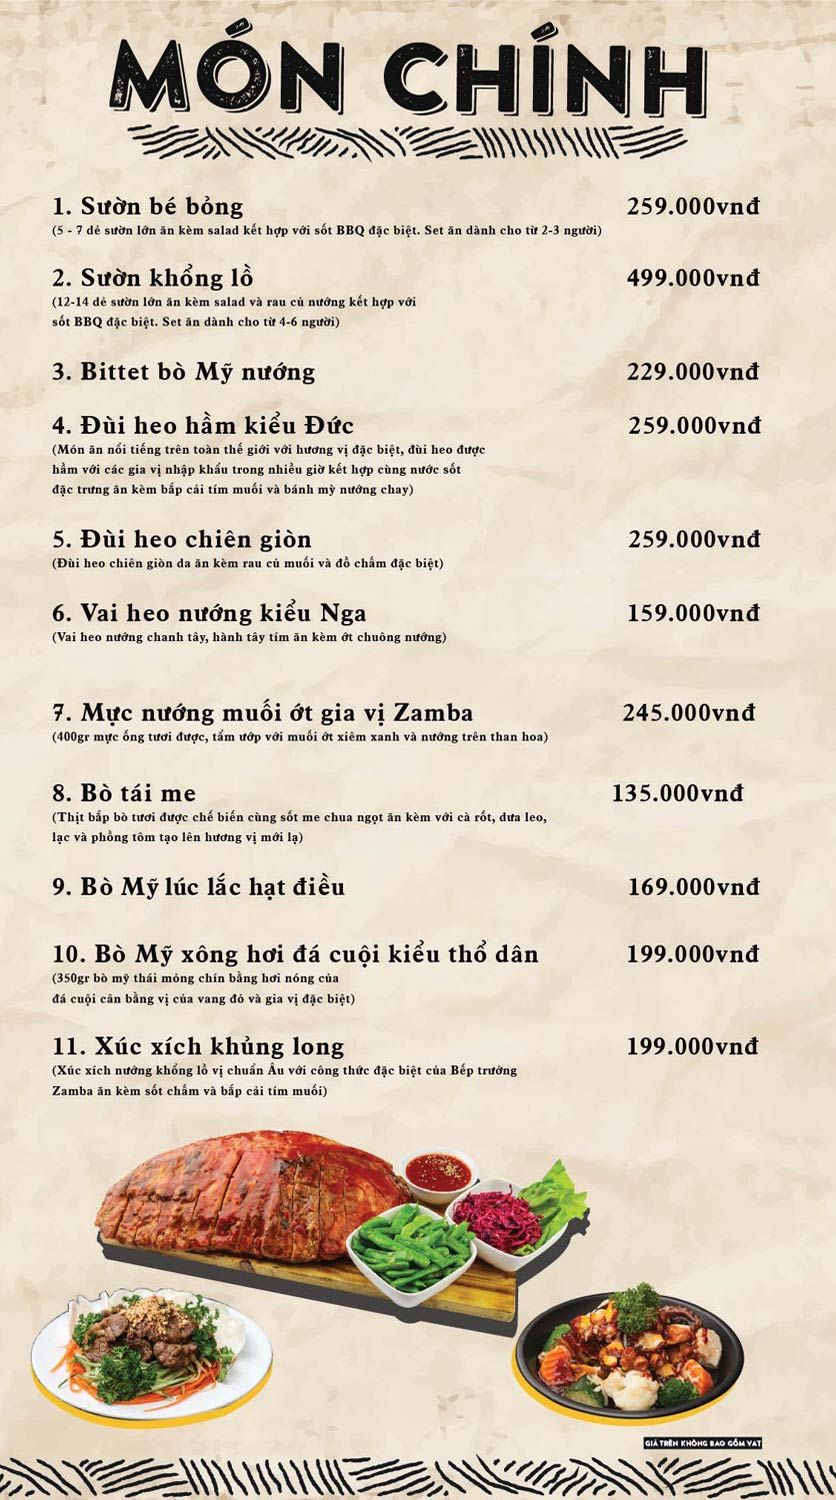 MÓN CHÍNH
1. Sườn bé bỏng 259.000vnđ
(5 - 7 dẻ sườn lớn ăn kèm salad kết hợp với sốt BBQ đặc biệt. Set ăn dành cho từ 2-3 người)
2. Sườn khổng lồ 499.000vnđ
(12-14 dẻ sườn lớn ăn kèm salad và rau củ nướng kết hợp với
sốt BBQ đặc biệt. Set ăn dành cho từ 4-6 người)
3. Bittet bò Mỹ nướng 229.000vnđ
4. Đùi heo hầm kiểu Đức 259.000vnđ
(Món ăn nổi tiếng trên toàn thế giới với hương vị đặc biệt, đùi heo được
hầm với các gia vị nhập khẩu trong nhiều giờ kết hợp cùng nước sốt
đặc trưng ăn kèm bắp cải tím muối và bánh mỳ nướng chay)
5. Đùi heo chiên giòn 259.000vnđ
(Đùi heo chiên giòn da ăn kèm rau củ muối và đồ chấm đặc biệt)
6. Vai heo nướng kiểu Nga 159.000vnđ
(Vai heo nướng chanh tây, hành tây tím ăn kèm ớt chuông nướng)
7. Mực nướng muối ớt gia vị Zamba 245.000vnđ
(400gr mực ống tươi được, tẩm ướp với muối ớt xiêm xanh và nướng trên than hoa)
8. Bò tái me 135.000vnđ
(Thịt bắp bò tươi được chế biến cùng sốt me chua ngọt ăn kèm với cà rốt, dưa leo,
lạc và phồng tôm tạo lên hương vị mới lạ)
9. Bò Mỹ lúc lắc hạt điều 169.000vnđ
10. Bò Mỹ xông hơi đá cuội kiểu thổ dân 199.000vnđ
(350gr bò mỹ thái mỏng chín bằng hơi nóng của
đá cuội cân bằng vị của vang đỏ và gia vị đặc biệt)
11. Xúc xích khủng long 199.000vnđ
(Xúc xích nướng khổng lồ vị chuẩn Âu với công thức đặc biệt của Bếp trưởng
Zamba ăn kèm sốt chấm và bắp cải tím muối)
GIÁ TRÊN KHÔNG BAO GỒM VAT